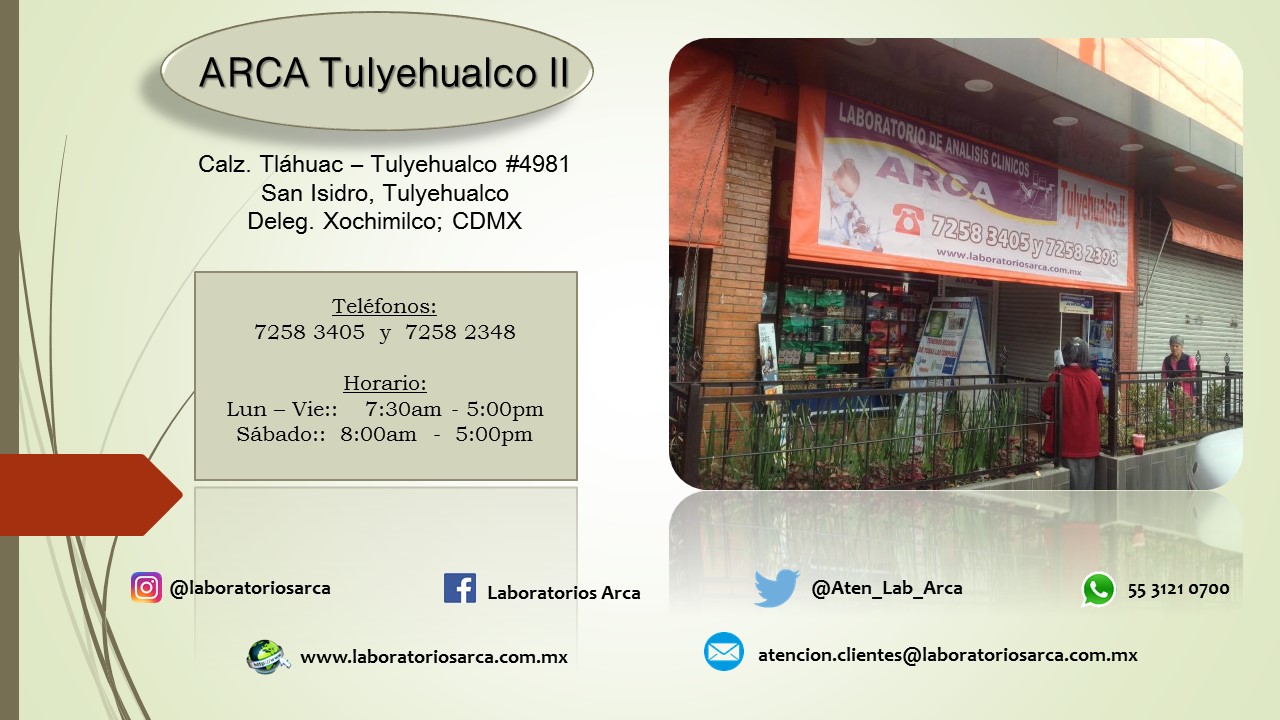 ARCA Tulyehualco II
Calz. Tláhuac – Tulyehualco #4981
San Isidro, Tulyehualco
Deleg. Xochimilco; CDMX
Teléfonos:
7258 3405 y 7258 2348
Horario:
Lun – Vie:: 7:30am - 5:00pm
Sábado:: 8:00am - 5:00pm
LABORATORIO DE ANALISIS CLINICOS
ARCA
Tulyehualco II
7258 3405 y 7258 2398
www.laboratoriosarca.com.mx
@laboratoriosarca
Laboratorios Arca
@Aten_Lab_Arca
55 3121 0700
www.laboratoriosarca.com.mx
atencion.clientes@laboratoriosarca.com.mx